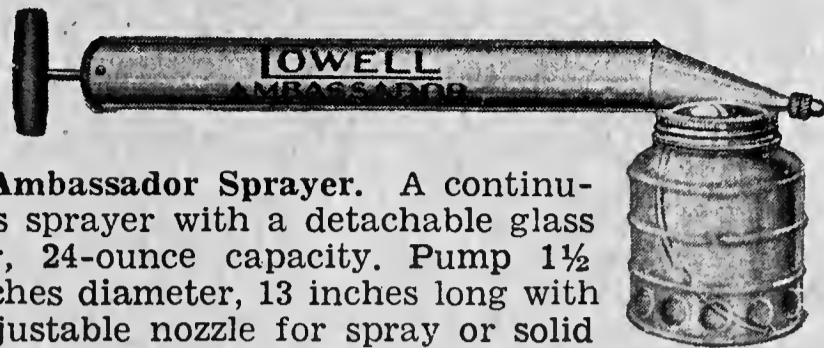 LOWELL
AMBASSADOR
Ambassador Sprayer. A continu-
s sprayer with a detachable glass
r, 24-ounce capacity. Pump 1½
ches diameter, 13 inches long with
justable nozzle for spray or solid